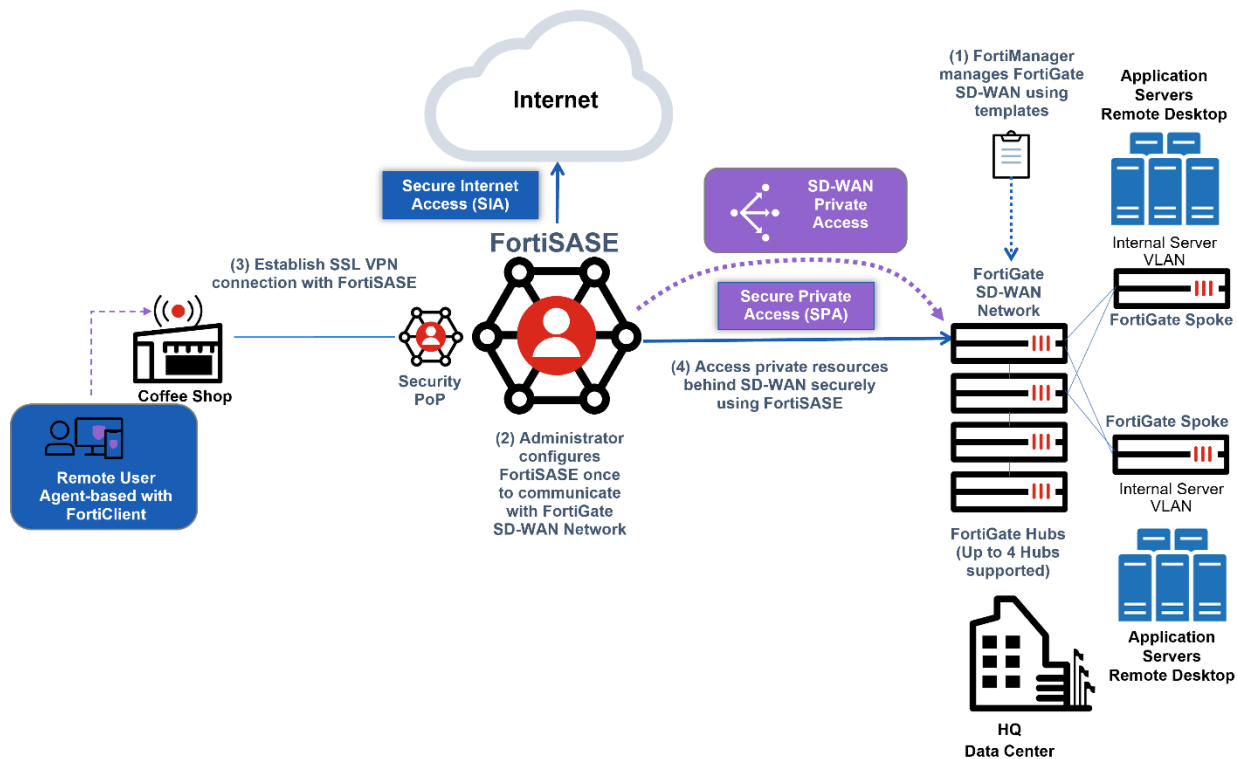 Internet
(1) FortiManager
manages FortiGate
SD-WAN using
templates
Application
Servers
Remote Desktop
Secure Internet
Access (SIA)
SD-WAN
Private
Access
FortiSASE
(3) Establish SSL VPN
connection with FortiSASE
Internal Server
VLAN
FortiGate
SD-WAN
Network
FortiGate Spoke
Secure Private
Access (SPA)
Coffee Shop
Security
PoP
(4) Access private resources
behind SD-WAN securely
using FortiSASE
FortiGate Spoke
(2) Administrator
configures
FortiSASE once
to communicate
with FortiGate
SD-WAN Network
Remote User
Agent-based with
FortiClient
Internal Server
VLAN
FortiGate Hubs
(Up to 4 Hubs
supported)
Application
Servers
Remote Desktop
HQ
Data Center